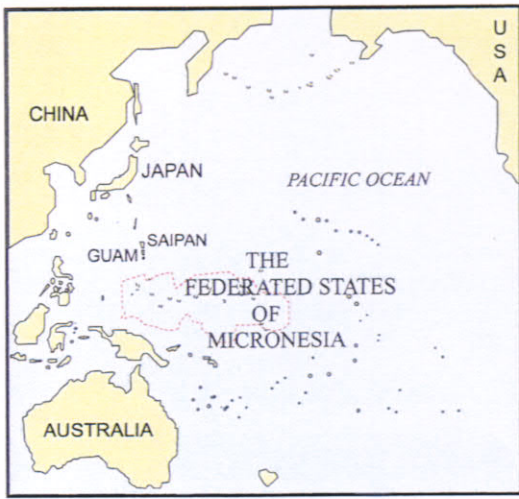 U
S
A
CHINA
JAPAN
PACIFIC OCEAN
SAIPAN
GUAM
THE
FEDERATED STATES
OF
MICRONESIA
AUSTRALIA